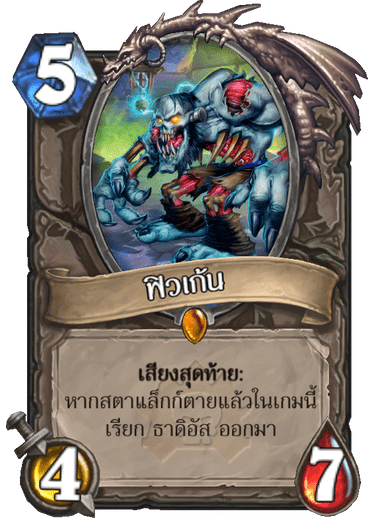 5
ฟิวเก้น
เสียงสุดท้าย:
หากสตาแล็กก์ตายแล้วในเกมนี้
เรียก ธาดิอัส ออกมา
4
7